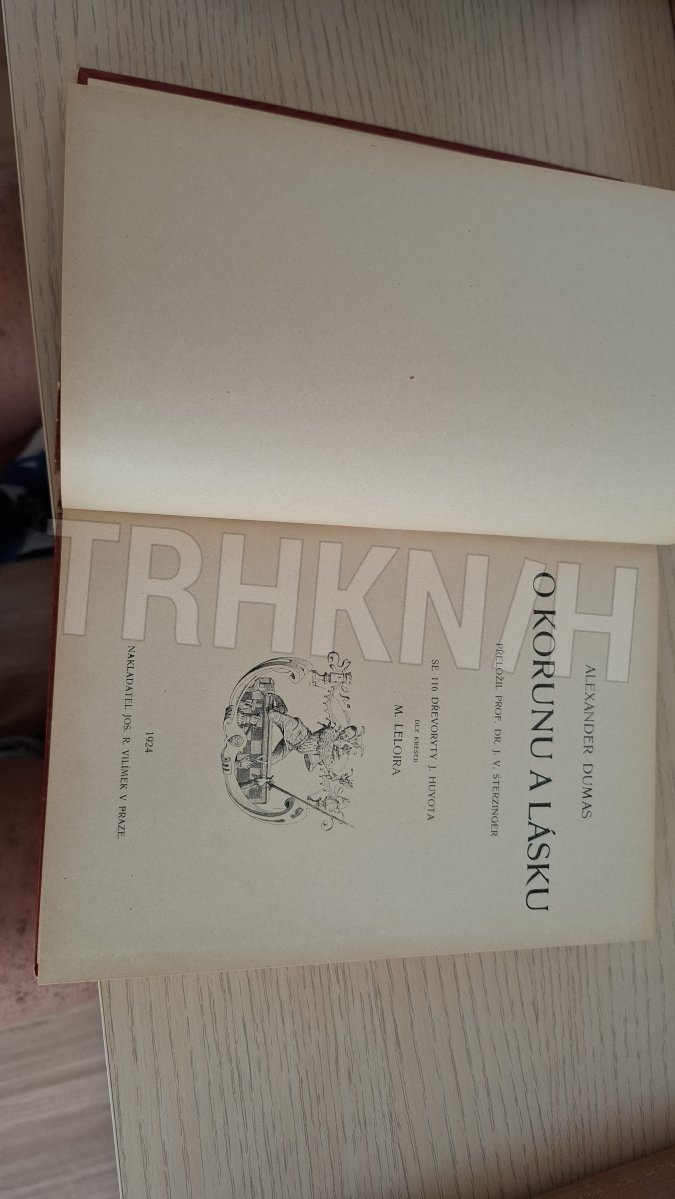 ALEXANDER DUMAS
O KORUNU A LÁSKU
PŘELOŽIL PROF. DR. J. V. STERZINGER
SE 116 DŘEVORYTY J. HUYOTA
DLE KRESEB
M. LELOIRA
1924
NAKLADATEL JOS. R. VILÍMEK V PRAZE.
TRHKN/H